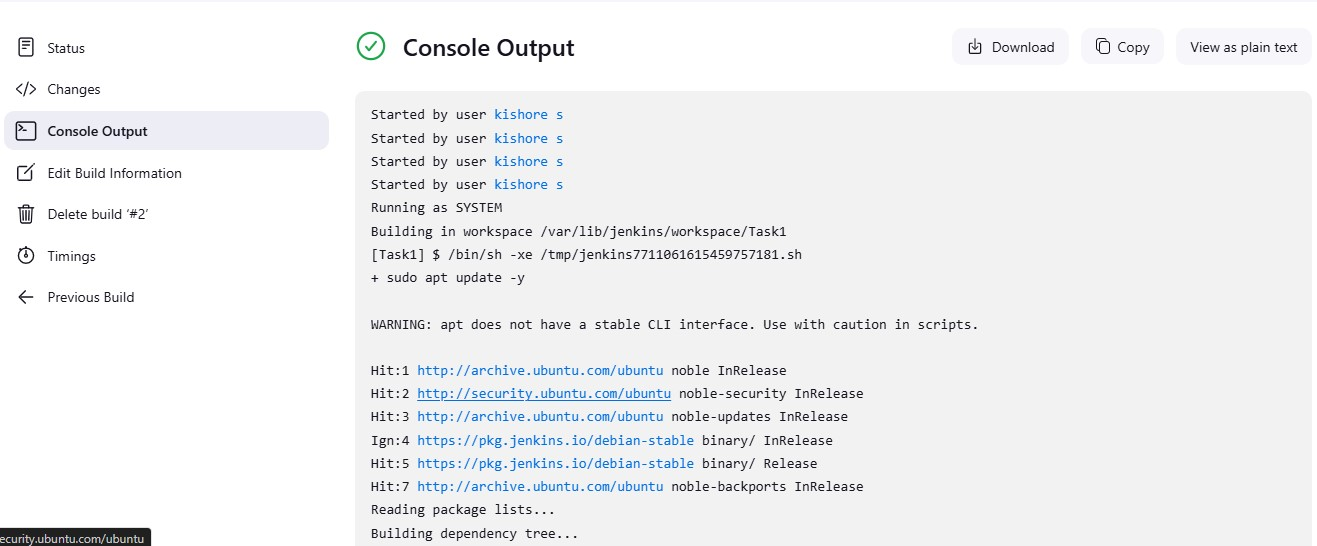 Status
Changes
Console Output
Edit Build Information
Delete build ‘#2’
Timings
Previous Build
Console Output
Download
Copy
View as plain text
Started by user kishore s
Started by user kishore s
Started by user kishore s
Started by user kishore s
Running as SYSTEM
Building in workspace /var/lib/jenkins/workspace/Task1
[Task1] $ /bin/sh -xe /tmp/jenkins7711061615459757181.sh
+ sudo apt update -y
WARNING: apt does not have a stable CLI interface. Use with caution in scripts.
Hit:1 http://archive.ubuntu.com/ubuntu noble InRelease
Hit:2 http://security.ubuntu.com/ubuntu noble-security InRelease
Hit:3 http://archive.ubuntu.com/ubuntu noble-updates InRelease
Ign:4 https://pkg.jenkins.io/debian-stable binary/ InRelease
Hit:5 https://pkg.jenkins.io/debian-stable binary/ Release
Hit:7 http://archive.ubuntu.com/ubuntu noble-backports InRelease
Reading package lists...
Building dependency tree...
ecurity.ubuntu.com/ubuntu